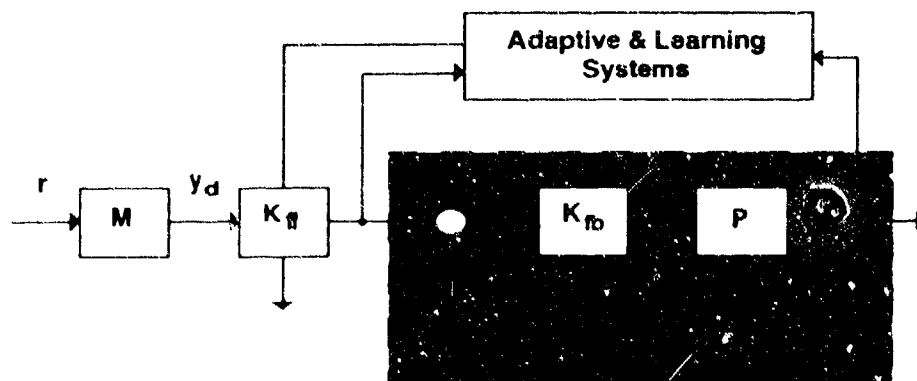 Adaptive & Learning
Systems
r
M
y_d
K_ff
K_fb
P